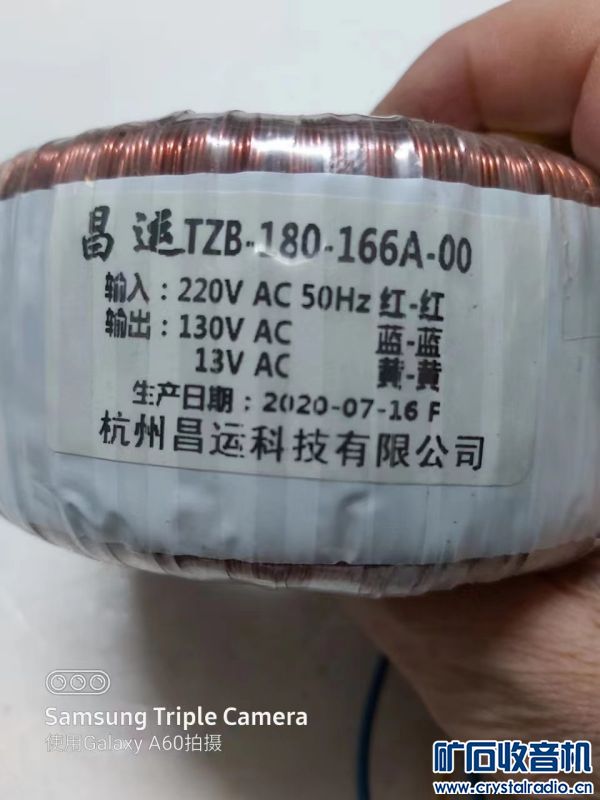 昌运TZB-180-166A-00
输入：220V AC 50Hz 红-红
输出：130V AC 蓝-蓝
13V AC 黄-黄
生产日期：2020-07-16 F
杭州昌运科技有限公司
Samsung Triple Camera
使用Galaxy A60拍摄
矿石收音机
www.crystalradio.cn